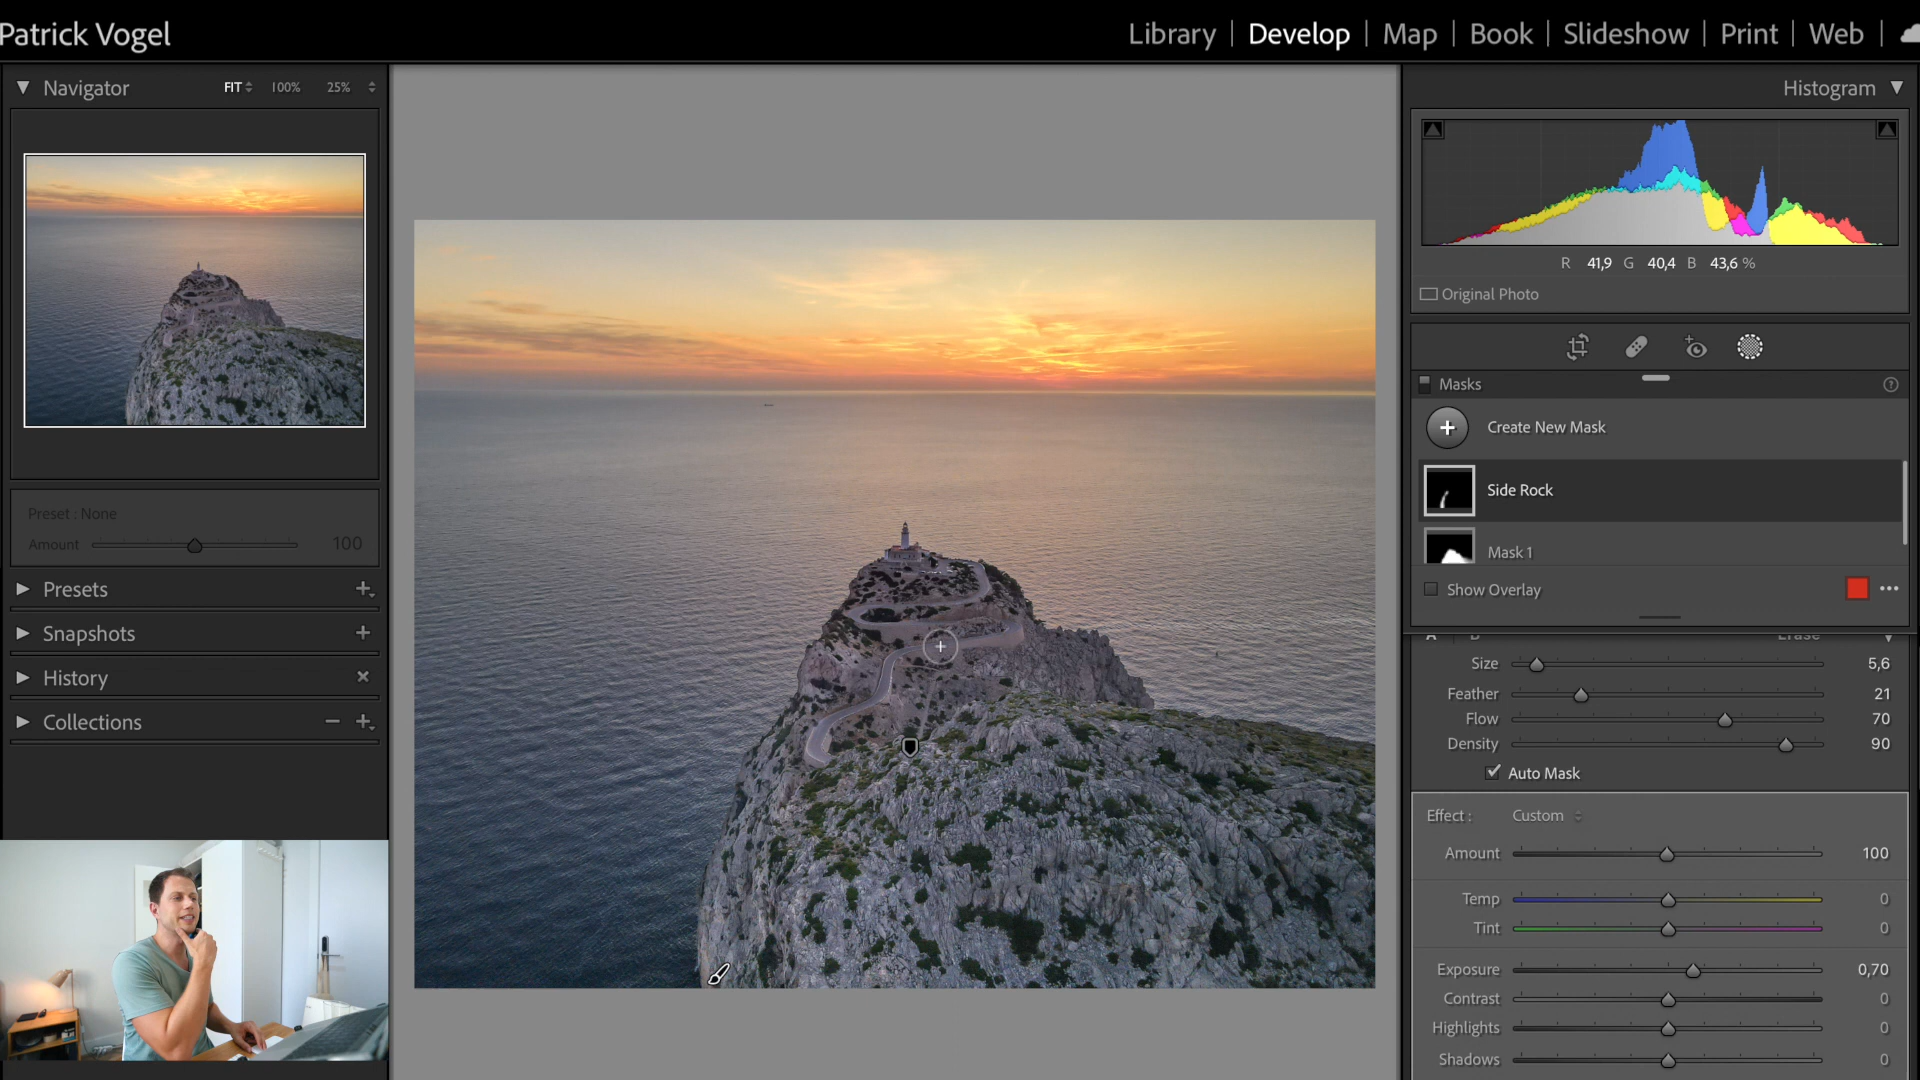 Patrick Vogel
Library | Develop | Map | Book | Slideshow | Print | Web |
Navigator FIT 100% 25%
Preset : None
Amount 100
Presets
Snapshots
History
Collections
Histogram
R 41,9 G 40,4 B 43,6 %
Original Photo
Masks
Create New Mask
Side Rock
Mask 1
Show Overlay
A B Erase
Size 5,6
Feather 21
Flow 70
Density 90
Auto Mask
Effect : Custom
Amount 100
Temp 0
Tint 0
Exposure 0,70
Contrast 0
Highlights 0
Shadows 0